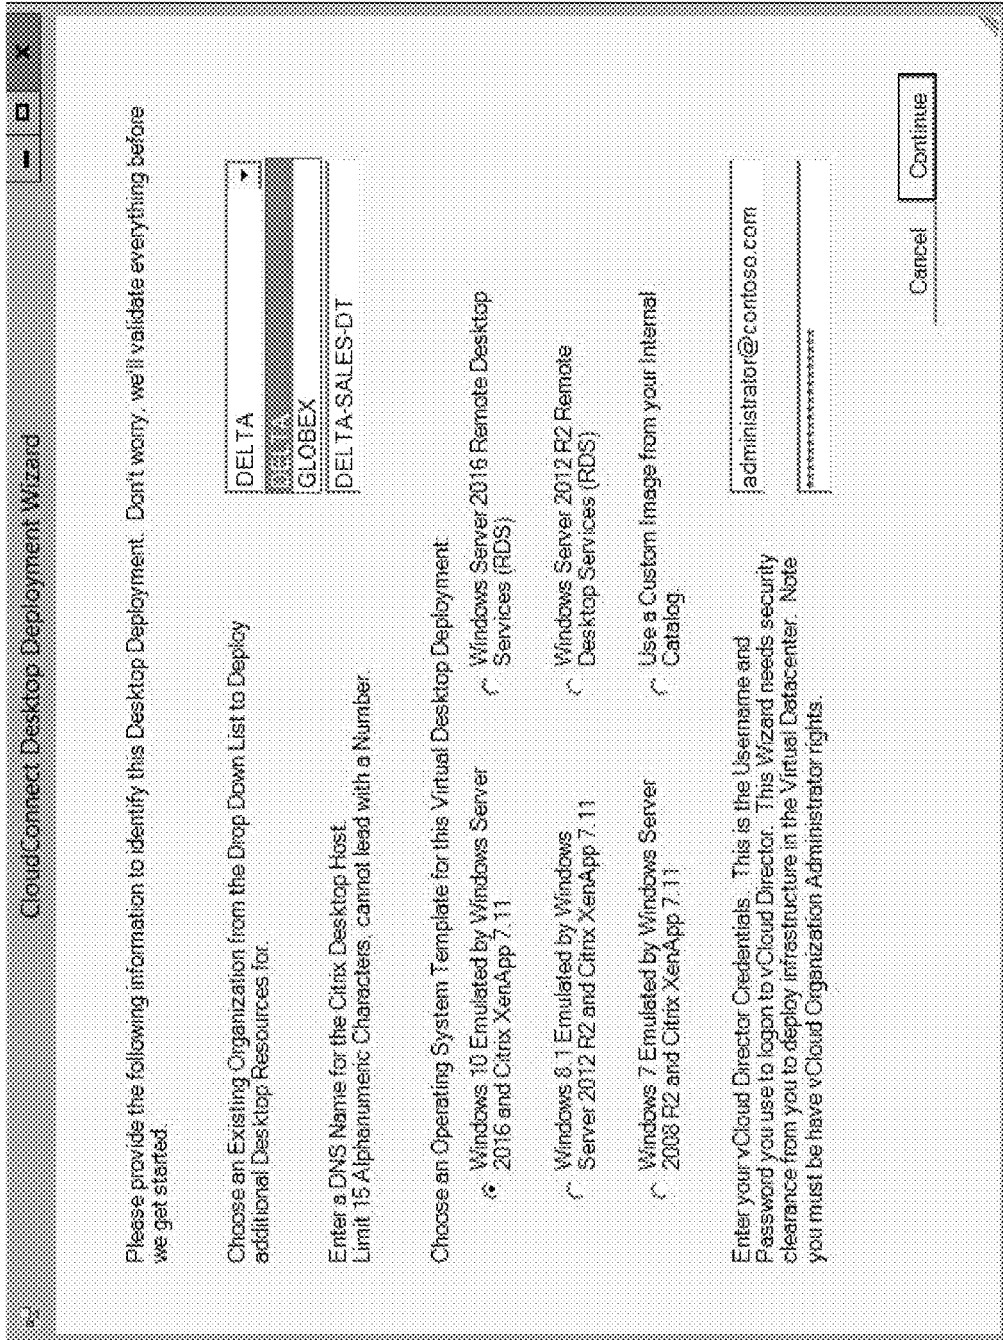 CloudConnect Desktop Deployment Wizard
Please provide the following information to identify this Desktop Deployment. Don't worry, we'll validate everything before
we get started
Choose an Existing Organization from the Drop Down List to Deploy
additional Desktop Resources for.
DELTA
GLOBEX
Enter a DNS Name for the Citrix Desktop Host.
Limit 15 Alphanumeric Characters, cannot lead with a Number.
DELTA-SALES-DT
Choose an Operating System Template for this Virtual Desktop Deployment:
Windows 10 Emulated by Windows Server
2016 and Citrix XenApp 7.11
Windows Server 2016 Remote Desktop
Services (RDS)
Windows 8.1 Emulated by Windows
Server 2012 R2 and Citrix XenApp 7.11
Windows Server 2012 R2 Remote
Desktop Services (RDS)
Windows 7 Emulated by Windows Server
2008 R2 and Citrix XenApp 7.11
Use a Custom Image from your Internal
Catalog
Enter your vCloud Director Credentials. This is the Username and
Password you use to logon to vCloud Director. This Wizard needs security
clearance from you to deploy infrastructure in the Virtual Datacenter. Note
you must be have vCloud Organization Administrator rights.
administrator@contoso.com
Cancel
Continue